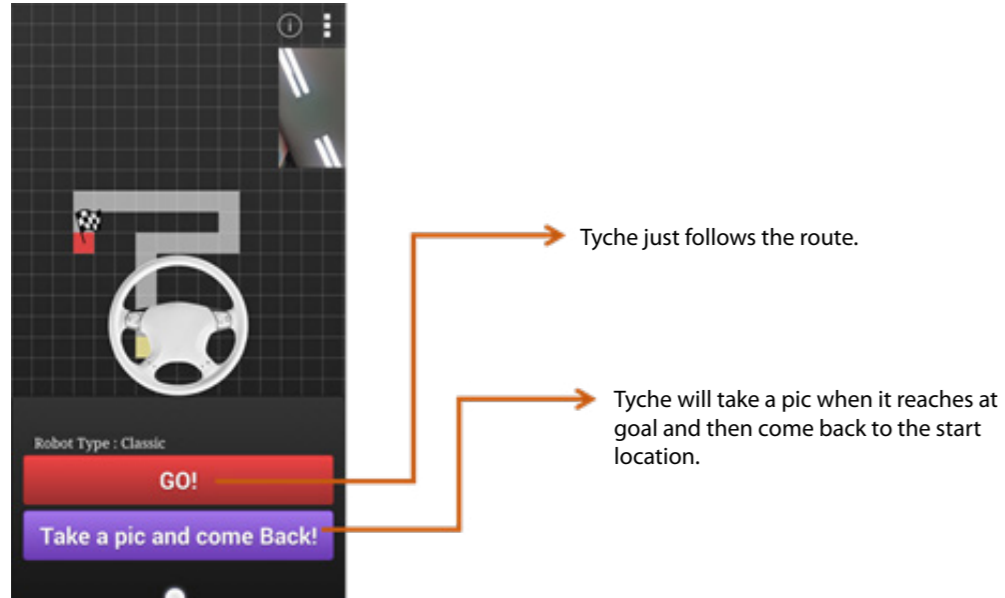 Tyche just follows the route.
Tyche will take a pic when it reaches at
goal and then come back to the start
location.
Robot Type : Classic
GO!
Take a pic and come Back!